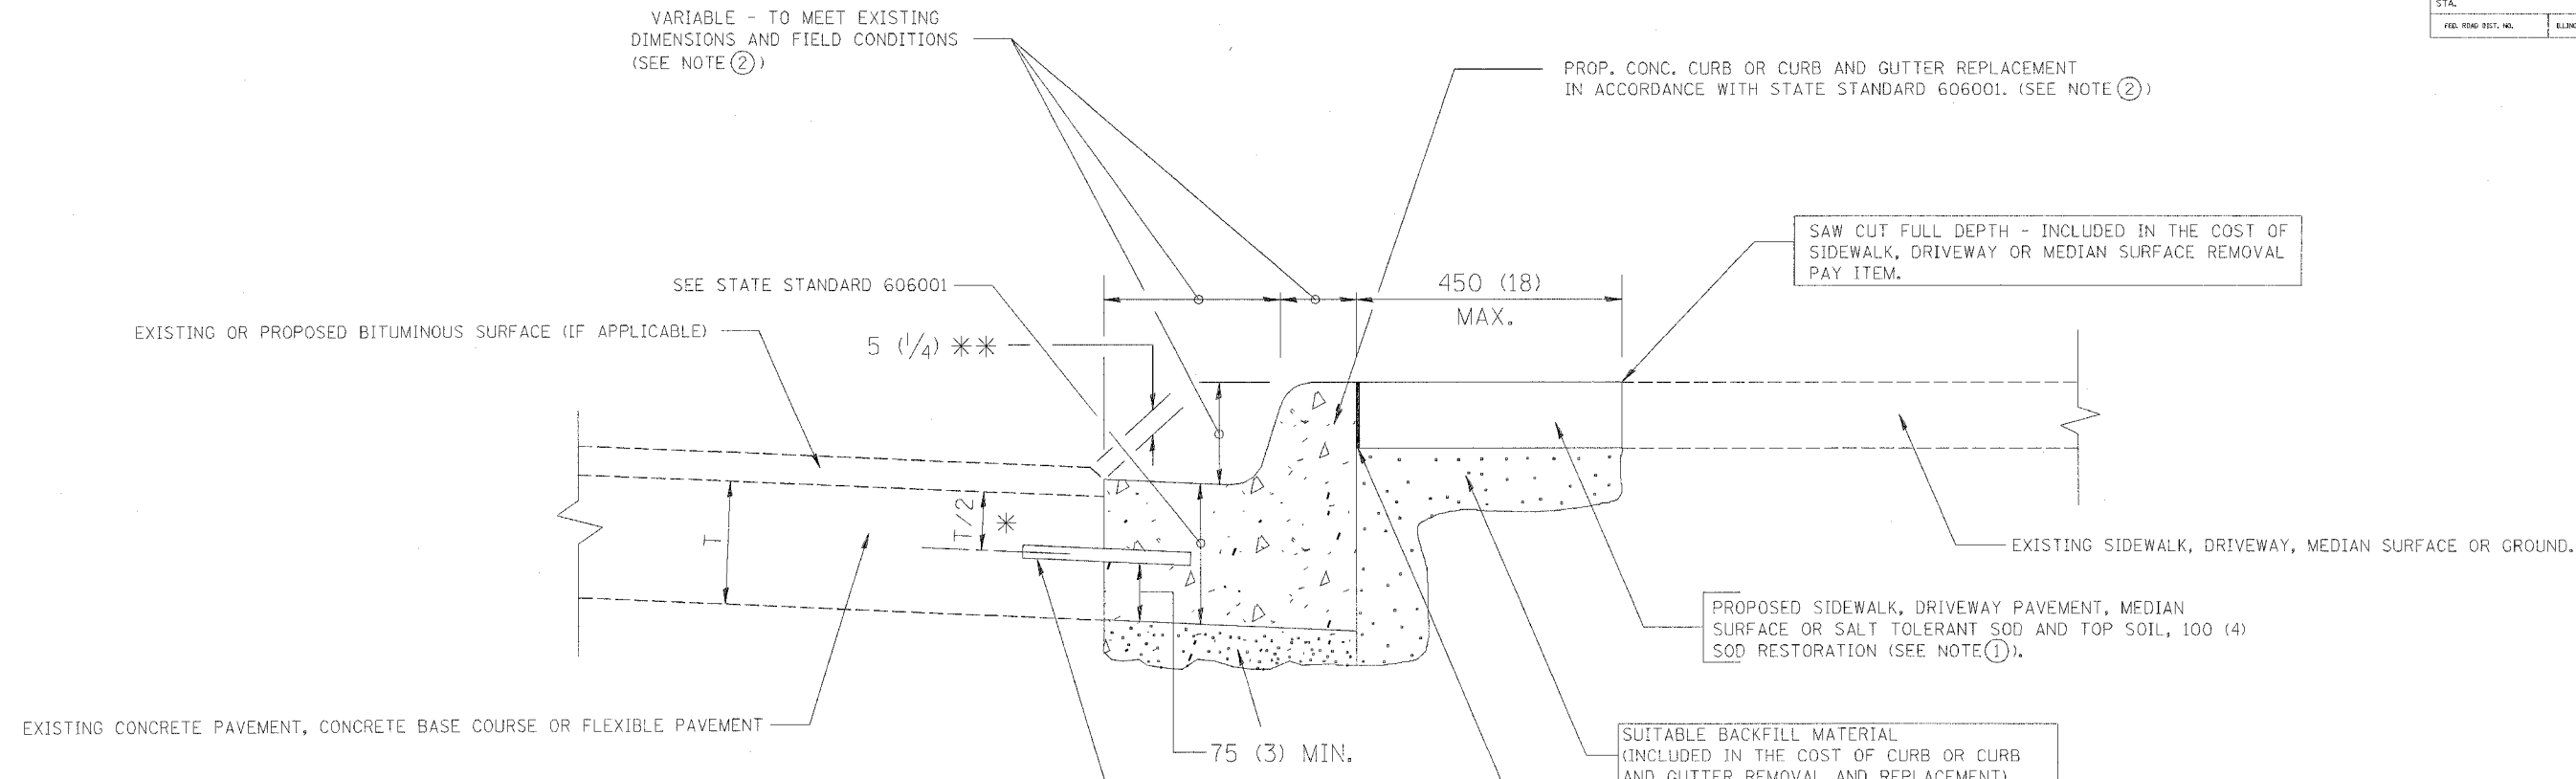 STA.
FED. ROAD DIST. NO.
VARIABLE - TO MEET EXISTING
DIMENSIONS AND FIELD CONDITIONS
(SEE NOTE ②)
PROP. CONC. CURB OR CURB AND GUTTER REPLACEMENT
IN ACCORDANCE WITH STATE STANDARD 606001. (SEE NOTE ②)
SAW CUT FULL DEPTH - INCLUDED IN THE COST OF
SIDEWALK, DRIVEWAY OR MEDIAN SURFACE REMOVAL
PAY ITEM.
SEE STATE STANDARD 606001
450 (18)
MAX.
EXISTING OR PROPOSED BITUMINOUS SURFACE (IF APPLICABLE)
5 (1/4) **
T
T/2 *
EXISTING SIDEWALK, DRIVEWAY, MEDIAN SURFACE OR GROUND.
PROPOSED SIDEWALK, DRIVEWAY PAVEMENT, MEDIAN
SURFACE OR SALT TOLERANT SOD AND TOP SOIL, 100 (4)
SOD RESTORATION (SEE NOTE ①).
EXISTING CONCRETE PAVEMENT, CONCRETE BASE COURSE OR FLEXIBLE PAVEMENT
75 (3) MIN.
SUITABLE BACKFILL MATERIAL
(INCLUDED IN THE COST OF CURB OR CURB
AND GUTTER REMOVAL AND REPLACEMENT)